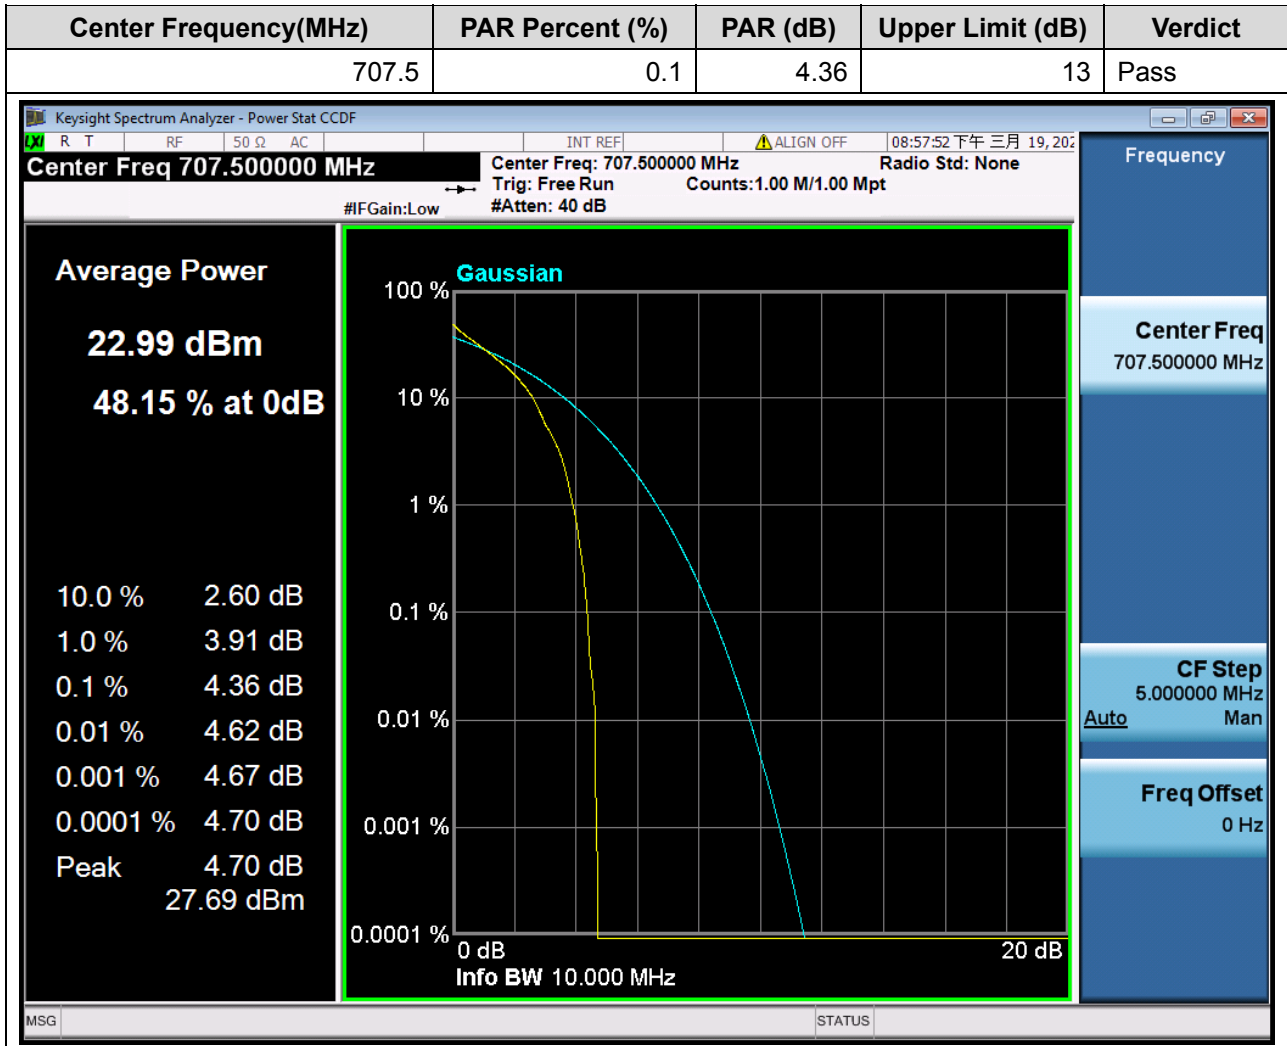 Center Frequency(MHz) PAR Percent (%) PAR (dB) Upper Limit (dB) Verdict
707.5 0.1 4.36 13 Pass
Keysight Spectrum Analyzer - Power Stat CCDF
LXI R T RF 50 Ω AC INT REF ALIGN OFF 08:57:52 下午 三月 19, 202
Center Freq 707.500000 MHz
Center Freq: 707.500000 MHz Radio Std: None
Trig: Free Run Counts:1.00 M/1.00 Mpt
#IFGain:Low #Atten: 40 dB
Average Power
22.99 dBm
48.15 % at 0dB
10.0 % 2.60 dB
1.0 % 3.91 dB
0.1 % 4.36 dB
0.01 % 4.62 dB
0.001 % 4.67 dB
0.0001 % 4.70 dB
Peak 4.70 dB
27.69 dBm
Gaussian
100 %
10 %
1 %
0.1 %
0.01 %
0.001 %
0.0001 %
0 dB 20 dB
Info BW 10.000 MHz
Frequency
Center Freq
707.500000 MHz
CF Step
5.000000 MHz
Auto Man
Freq Offset
0 Hz
MSG STATUS